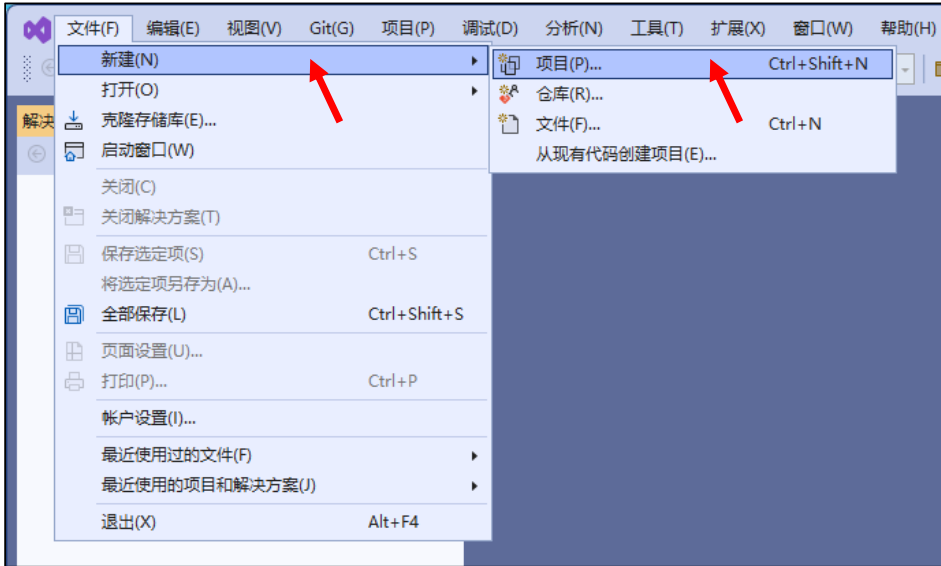 文件(F) 编辑(E) 视图(V) Git(G) 项目(P) 调试(D) 分析(N) 工具(T) 扩展(X) 窗口(W) 帮助(H)
新建(N)
打开(O)
克隆存储库(E)...
启动窗口(W)
关闭(C)
关闭解决方案(T)
保存选定项(S) Ctrl+S
将选定项另存为(A)...
全部保存(L) Ctrl+Shift+S
页面设置(U)...
打印(P)... Ctrl+P
帐户设置(I)...
最近使用过的文件(F)
最近使用的项目和解决方案(J)
退出(X) Alt+F4
项目(P)... Ctrl+Shift+N
仓库(R)...
文件(F)... Ctrl+N
从现有代码创建项目(E)...
解决